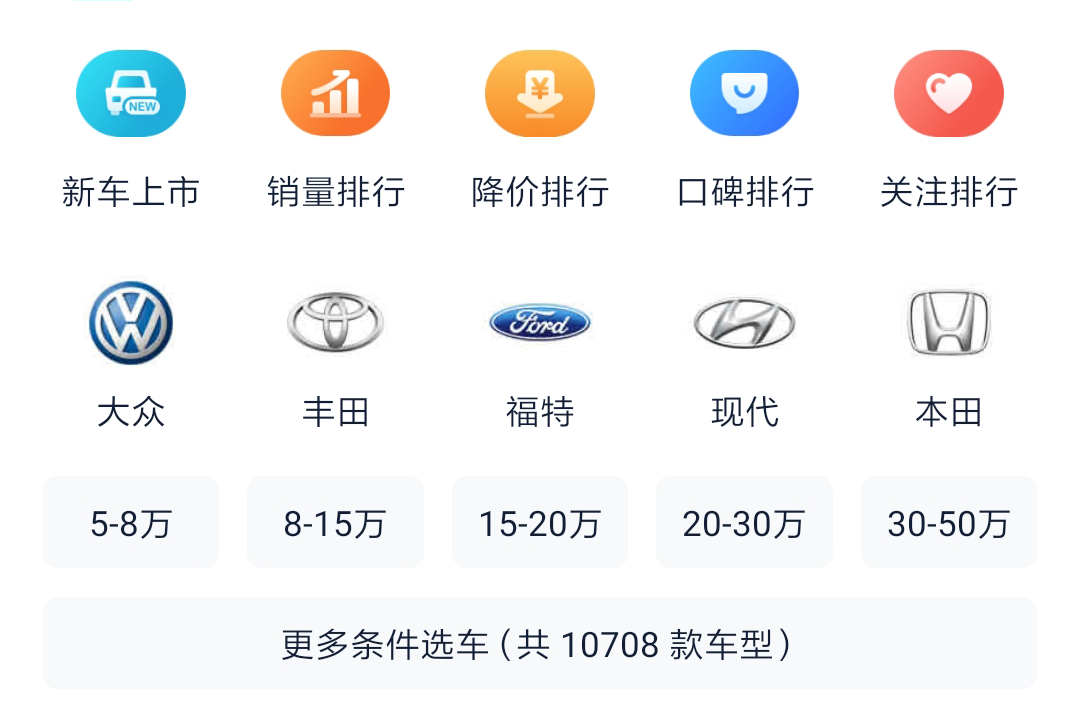 NEW
新车上市 销量排行 降价排行 口碑排行 关注排行
Ford
大众 丰田 福特 现代 本田
5-8万 8-15万 15-20万 20-30万 30-50万
更多条件选车(共 10708 款车型)